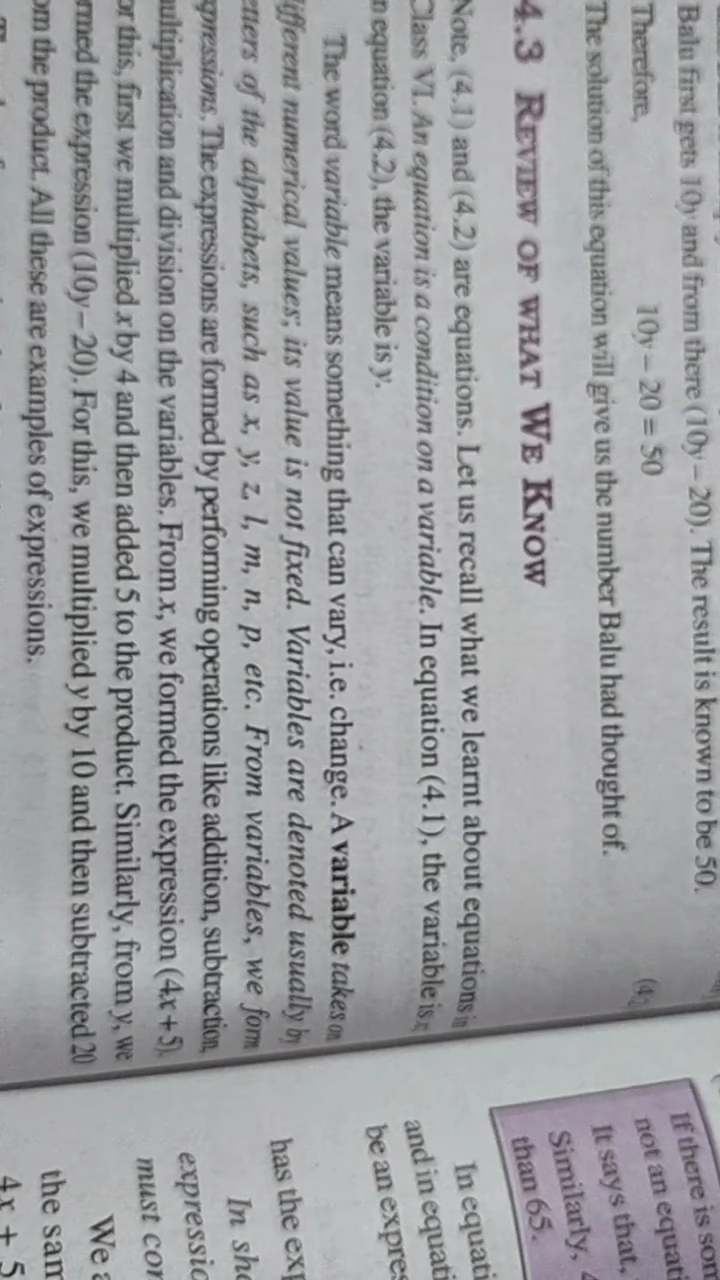 Balu first gets 10y and from there (10y – 20). The result is known to be 50.
Therefore,
10y – 20 = 50
The solution of this equation will give us the number Balu had thought of.
4.3 REVIEW OF WHAT WE KNOW
Note, (4.1) and (4.2) are equations. Let us recall what we learnt about equations in
Class VI. An equation is a condition on a variable. In equation (4.1), the variable is x;
equation (4.2), the variable is y.
The word variable means something that can vary, i.e. change. A variable takes on
different numerical values; its value is not fixed. Variables are denoted usually by
of the alphabets, such as x, y, z, l, m, n, p, etc. From variables, we form
The expressions are formed by performing operations like addition, subtraction,
multiplication and division on the variables. From x, we formed the expression (4x + 5).
or this, first we multiplied x by 4 and then added 5 to the product. Similarly, from y, we
rmed the expression (10y – 20). For this, we multiplied y by 10 and then subtracted 20
om the product. All these are examples of expressions.
If there is som
not an equat
It says that,
Similarly,
than 65.
In equati
and in equati
be an expres
has the exp
In sho
expressio
must con
We a
the sam
4x + 5